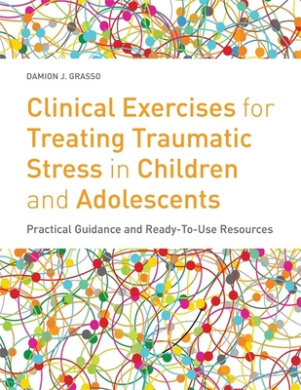 DAMION J. GRASSO
Clinical Exercises for
Treating Traumatic
Stress in Children
and Adolescents
Practical Guidance and Ready-To-Use Resources